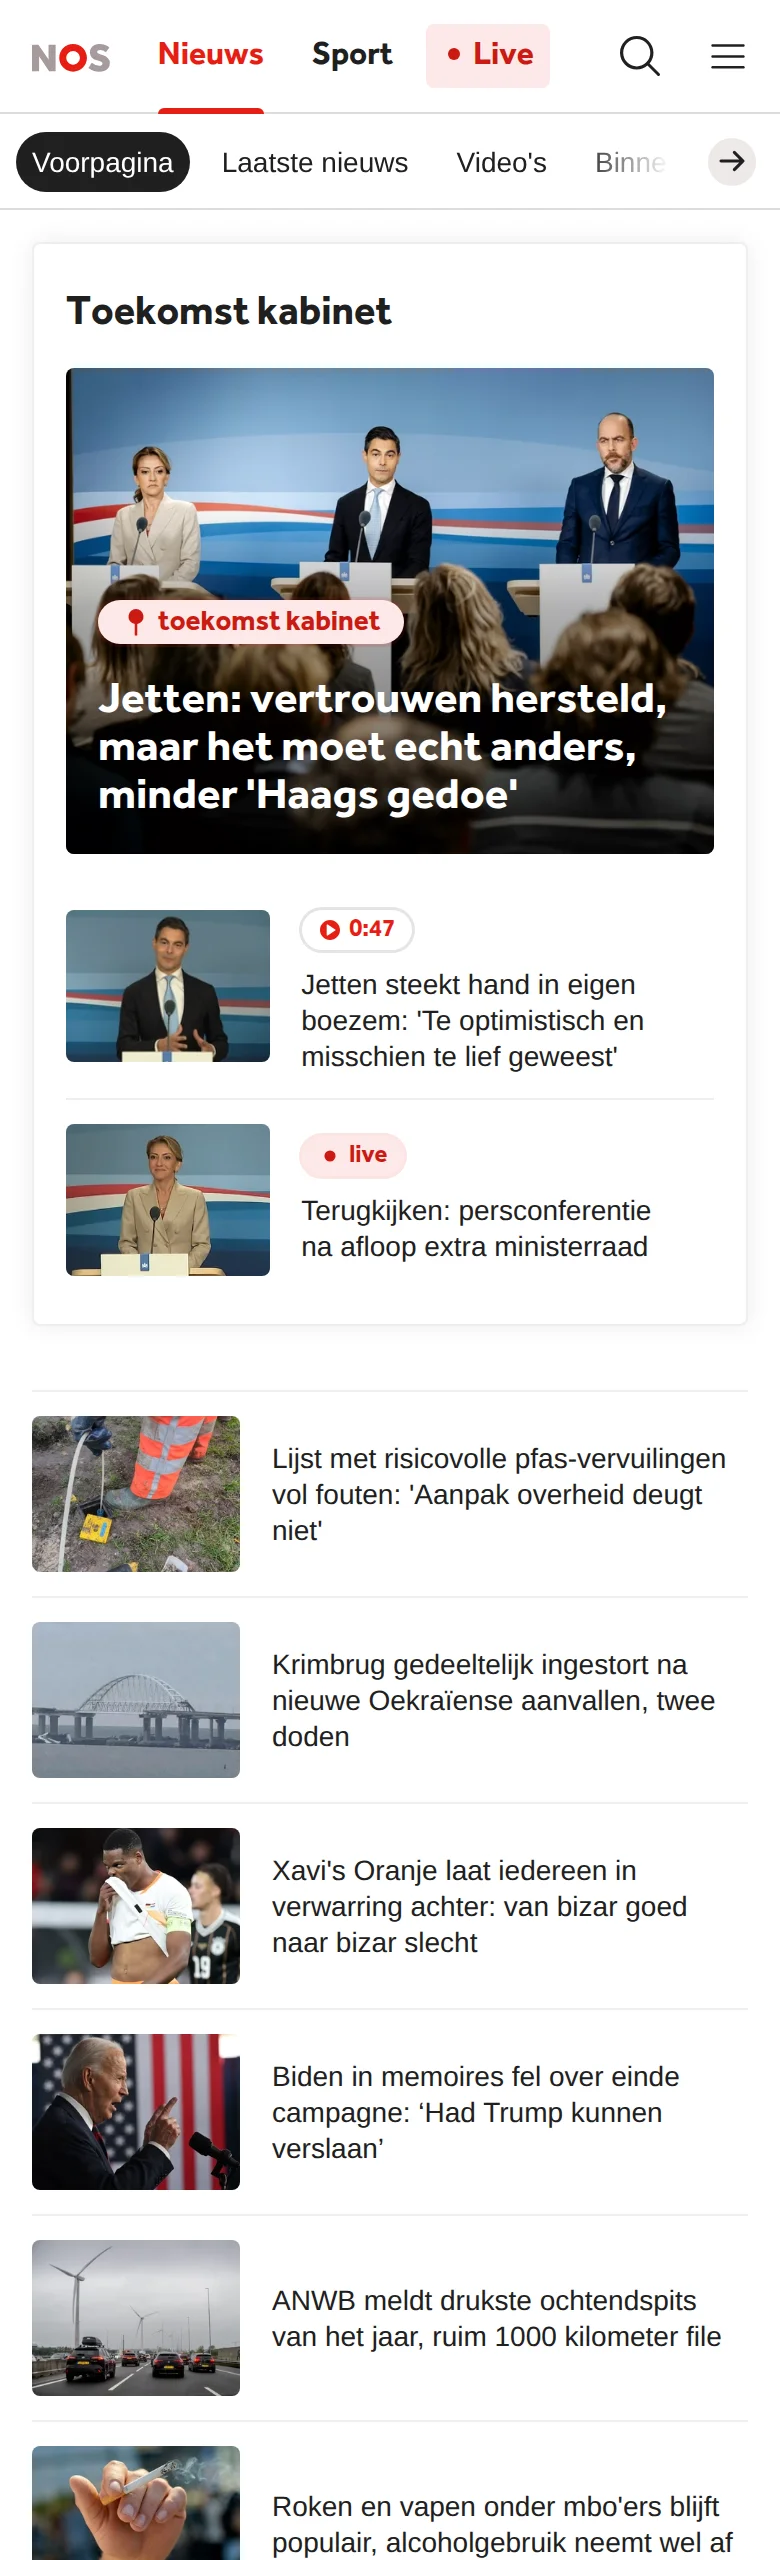 NOS Nieuws Sport Live
Voorpagina Laatste nieuws Video's Binne
Toekomst kabinet
toekomst kabinet
Jetten: vertrouwen hersteld,
maar het moet echt anders,
minder 'Haags gedoe'
0:47
Jetten steekt hand in eigen
boezem: 'Te optimistisch en
misschien te lief geweest'
live
Terugkijken: persconferentie
na afloop extra ministerraad
Lijst met risicovolle pfas-vervuilingen
vol fouten: 'Aanpak overheid deugt
niet'
Krimbrug gedeeltelijk ingestort na
nieuwe Oekraïense aanvallen, twee
doden
Xavi's Oranje laat iedereen in
verwarring achter: van bizar goed
naar bizar slecht
19
Biden in memoires fel over einde
campagne: ‘Had Trump kunnen
verslaan’
ANWB meldt drukste ochtendspits
van het jaar, ruim 1000 kilometer file
Roken en vapen onder mbo'ers blijft
populair, alcoholgebruik neemt wel af